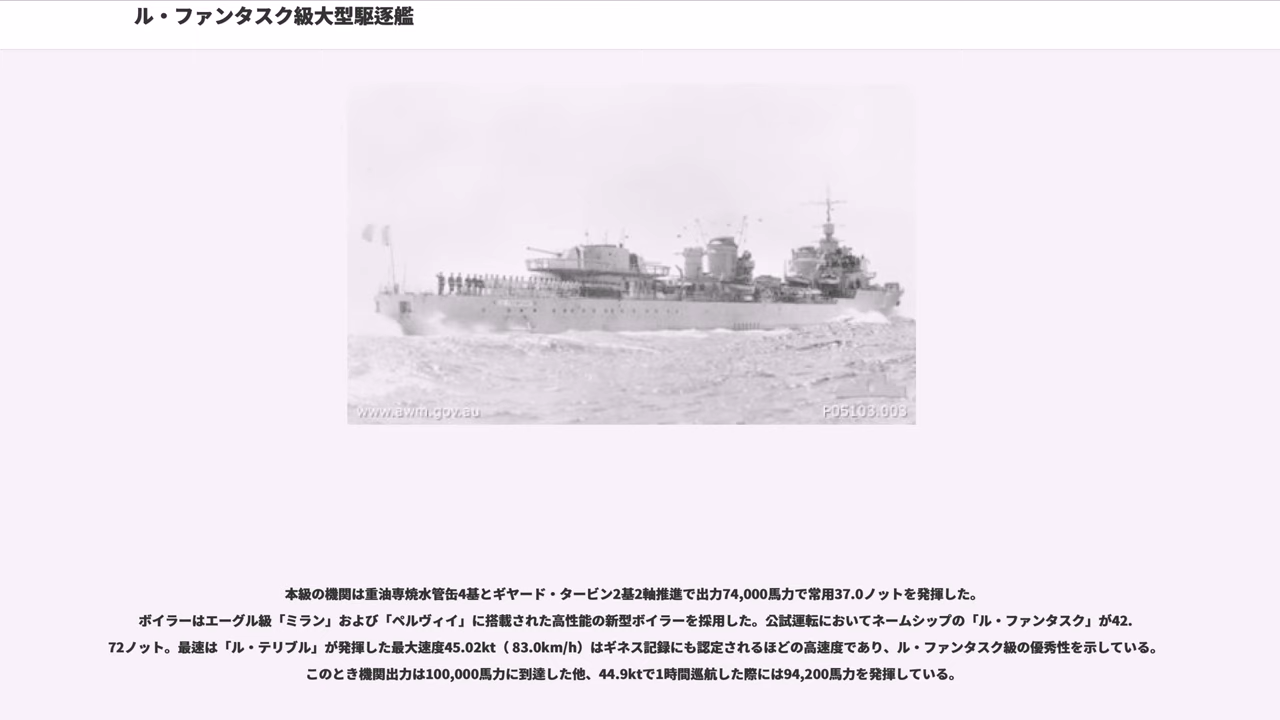 ル・ファンタスク級大型駆逐艦
www.awm.gov.au
P05103.003
本級の機関は重油専焼水管缶4基とギヤード・タービン2基2軸推進で出力74,000馬力で常用37.0ノットを発揮した。
ボイラーはエーグル級「ミラン」および「ペルヴィイ」に搭載された高性能の新型ボイラーを採用した。公試運転においてネームシップの「ル・ファンタスク」が42.
72ノット。最速は「ル・テリブル」が発揮した最大速度45.02kt（ 83.0km/h）はギネス記録にも認定されるほどの高速度であり、ル・ファンタスク級の優秀性を示している。
このとき機関出力は100,000馬力に到達した他、44.9ktで1時間巡航した際には94,200馬力を発揮している。